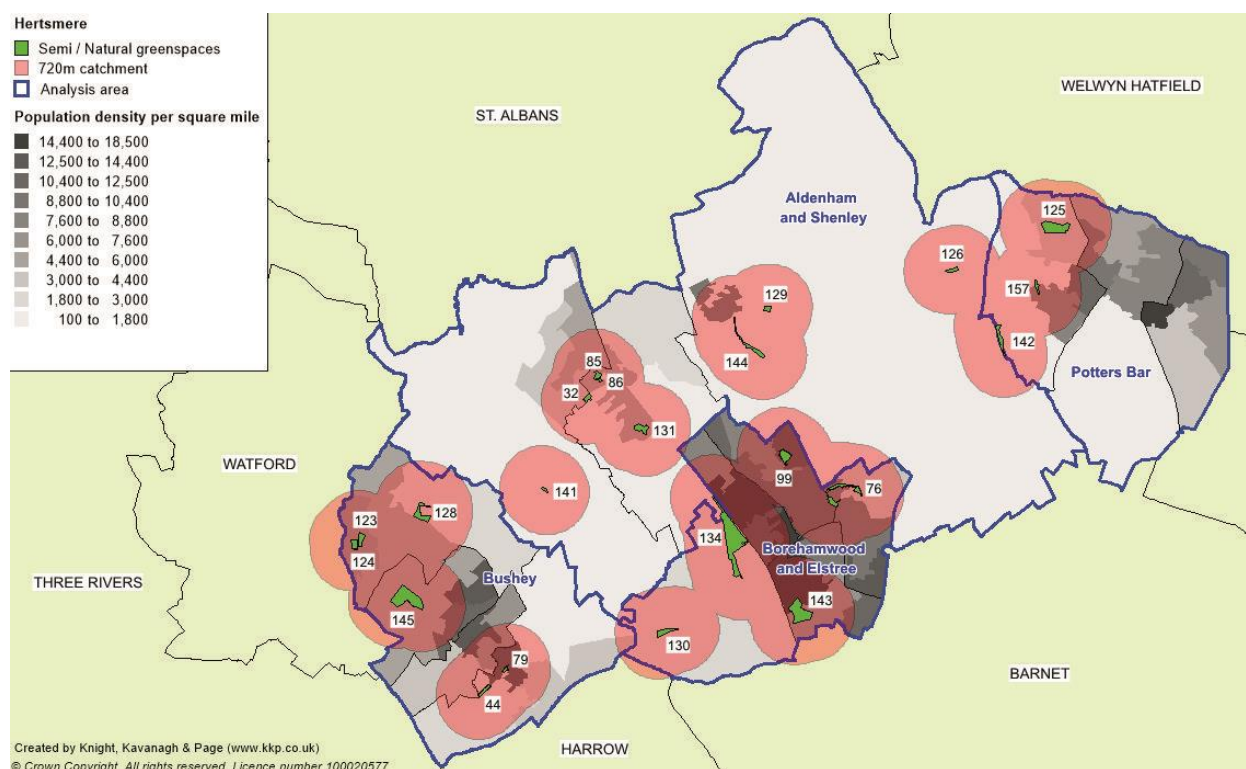 Hertsmere
Semi / Natural greenspaces
720m catchment
Analysis area
Population density per square mile
14,400 to 18,500
12,500 to 14,400
10,400 to 12,500
8,800 to 10,400
7,600 to 8,800
6,000 to 7,600
4,400 to 6,000
3,000 to 4,400
1,800 to 3,000
100 to 1,800
ST. ALBANS
WELWYN HATFIELD
Aldenham
and Shenley
125
126
157
129
142
144
Potters Bar
85
86
32
131
WATFORD
99
76
141
128
123
134
124
Borehamwood
and Elstree
THREE RIVERS
Bushey
143
145
130
79
BARNET
44
HARROW
Created by Knight, Kavanagh & Page (www.kkp.co.uk)
© Crown Copyright. All rights reserved. Licence number 100020577